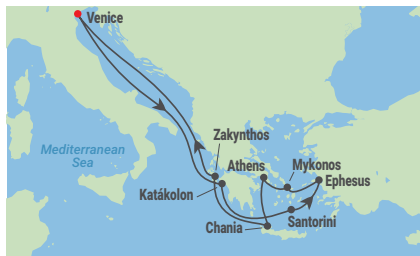 Venice
Zakynthos
Mediterranean
Sea
Athens
Mykonos
Ephesus
Katákolon
Santorini
Chania